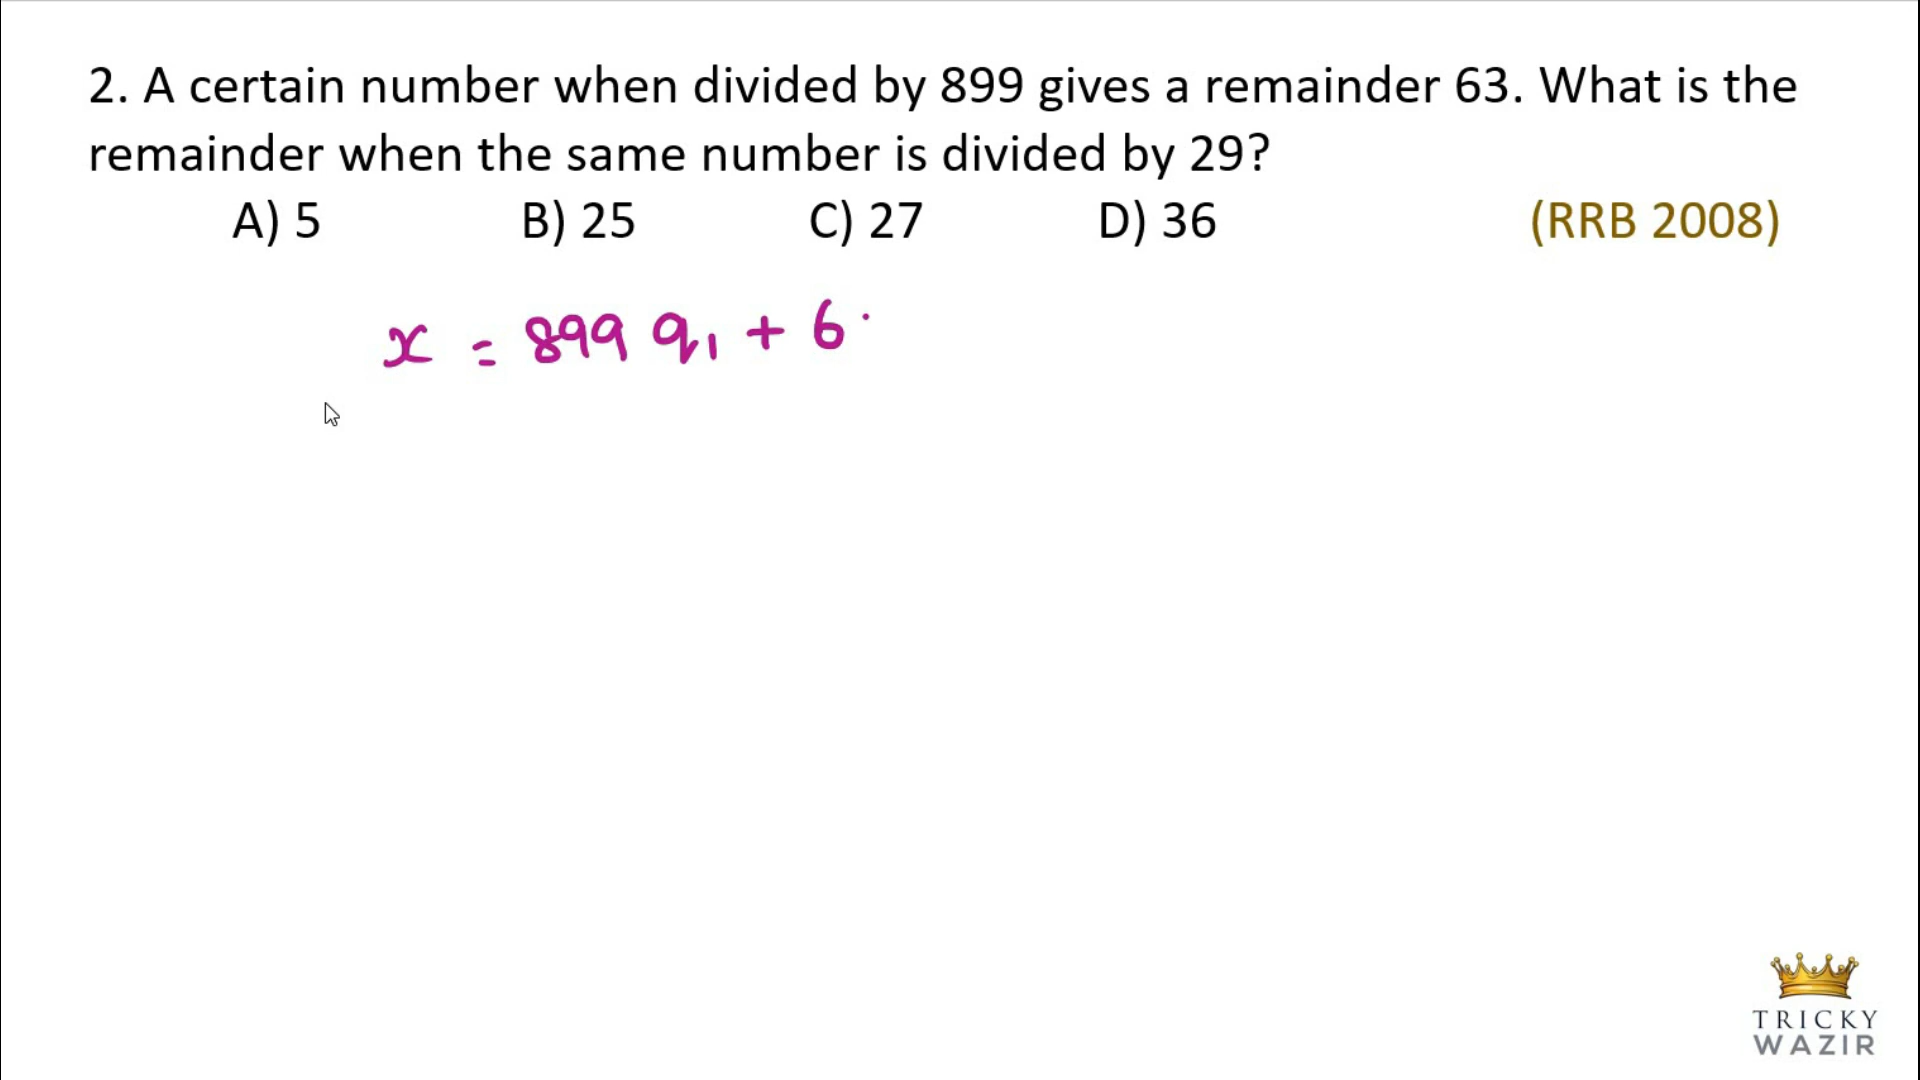 2. A certain number when divided by 899 gives a remainder 63. What is the
remainder when the same number is divided by 29?
A) 5 B) 25 C) 27 D) 36 (RRB 2008)
x = 899 q₁ + 6
TRICKY
WAZIR